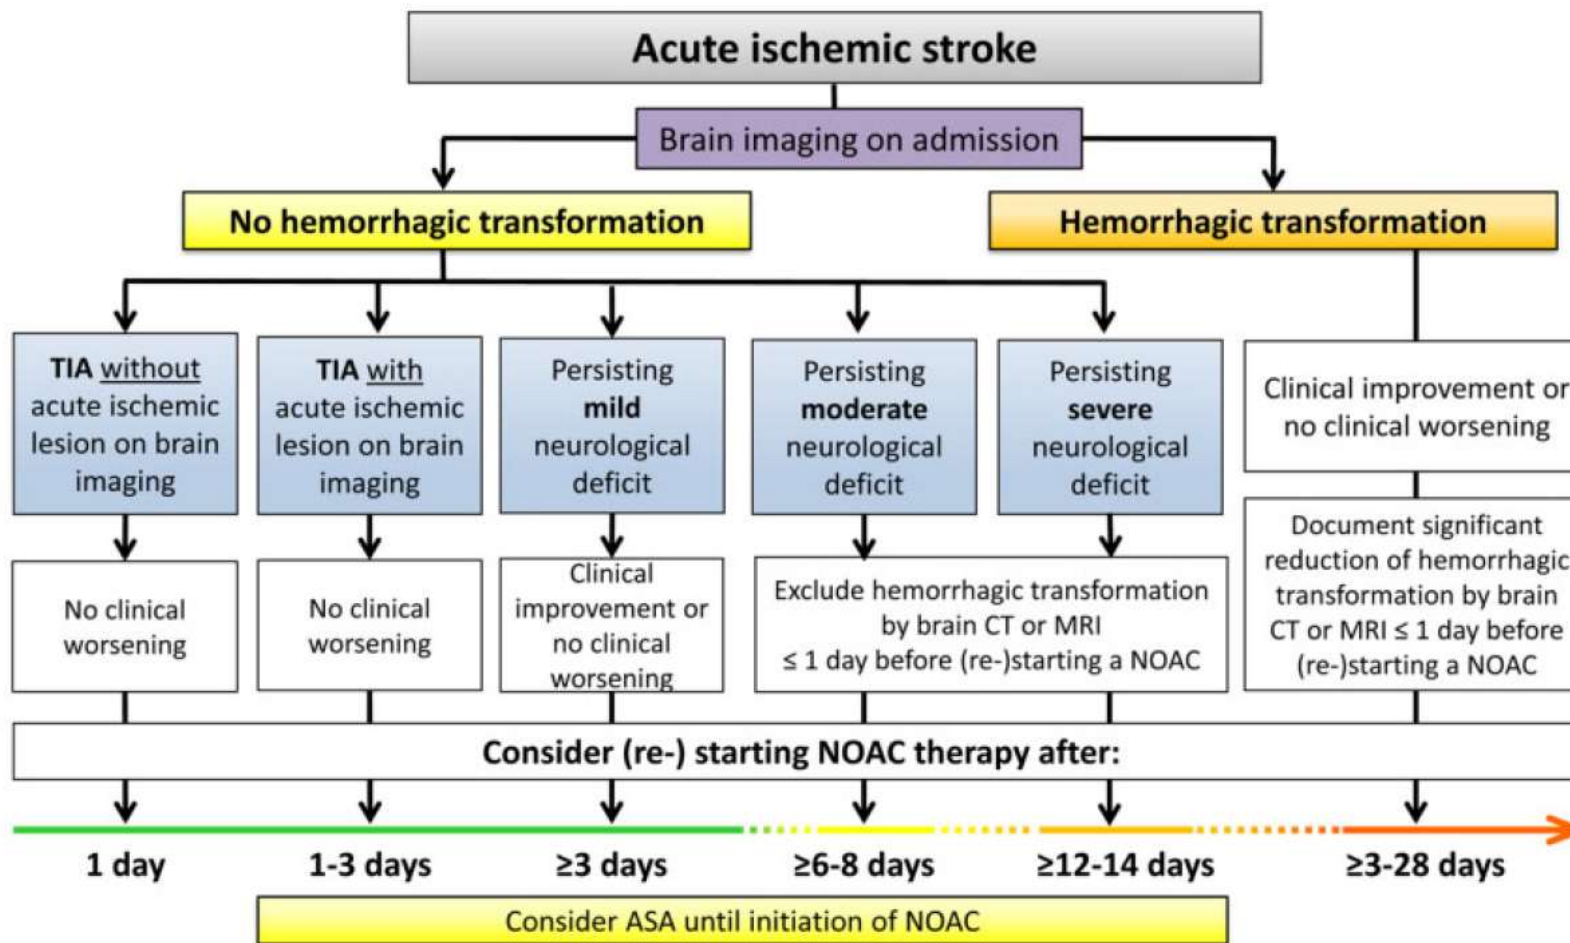 Acute ischemic stroke
Brain imaging on admission
No hemorrhagic transformation
Hemorrhagic transformation
TIA without
acute ischemic
lesion on brain
imaging
TIA with
acute ischemic
lesion on brain
imaging
Persisting
mild
neurological
deficit
Persisting
moderate
neurological
deficit
Persisting
severe
neurological
deficit
Clinical improvement or
no clinical worsening
No clinical
worsening
No clinical
worsening
Clinical
improvement or
no clinical
worsening
Exclude hemorrhagic transformation
by brain CT or MRI
≤ 1 day before (re-)starting a NOAC
Document significant
reduction of hemorrhagic
transformation by brain
CT or MRI ≤ 1 day before
(re-)starting a NOAC
Consider (re-) starting NOAC therapy after:
1 day
1-3 days
≥3 days
≥6-8 days
≥12-14 days
≥3-28 days
Consider ASA until initiation of NOAC